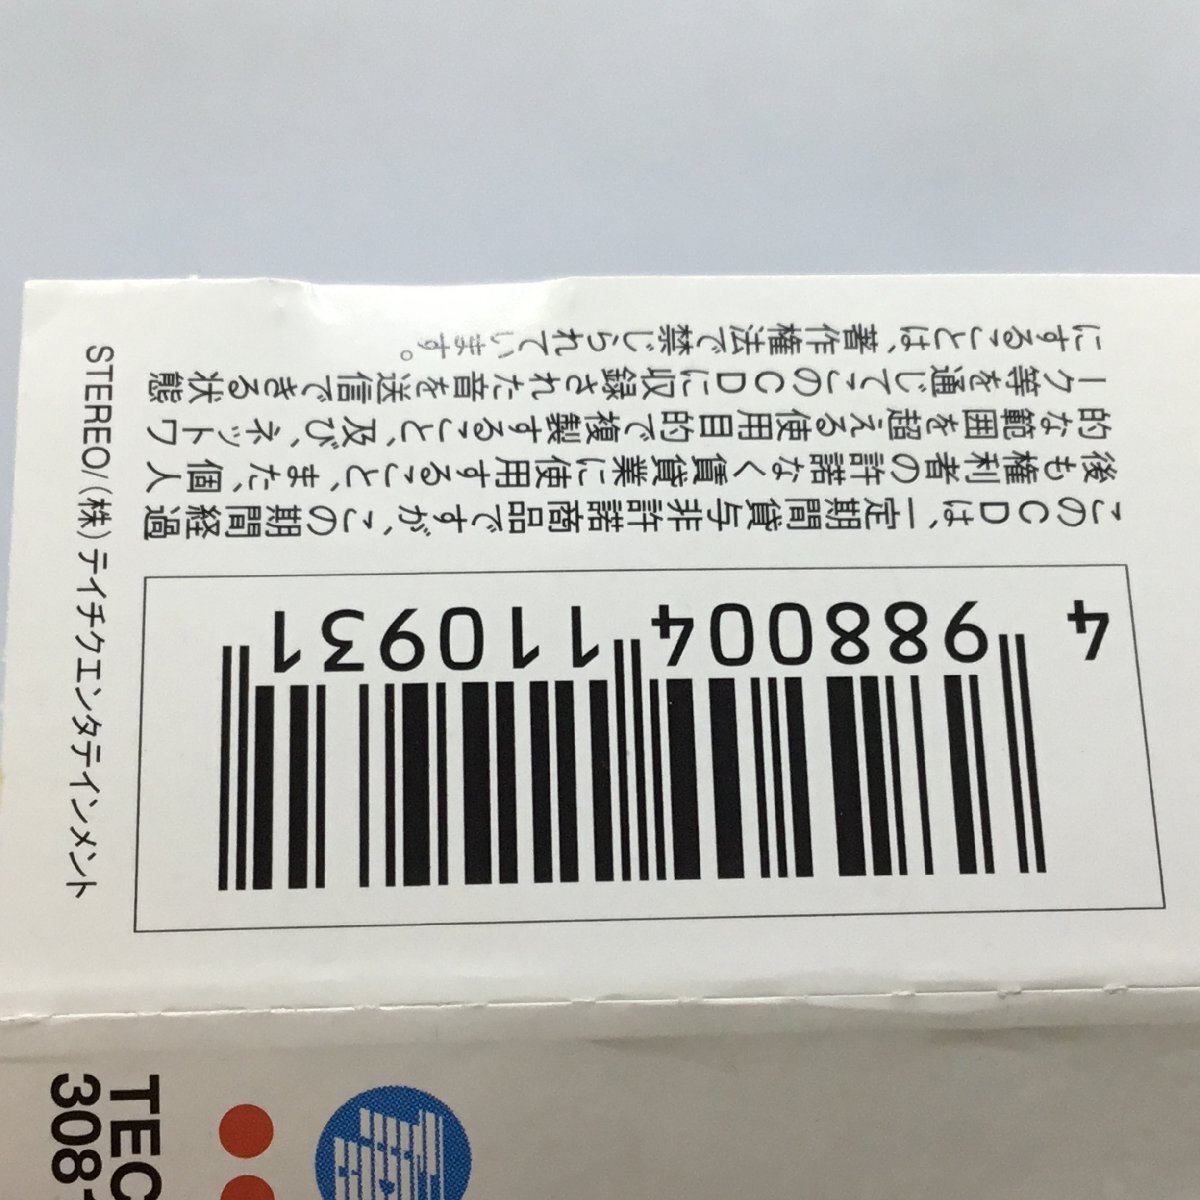 4 988004 110931
このCDは、一定期間貸与非許諾商品ですが、この期間経過
後も権利者の許諾なく賃貸業に使用すること、また、個人
的な範囲を超える使用目的で複製すること、及び、ネットワ
ーク等を通じてこのCDに収録された音を送信できる状態
にすることは、著作権法で禁じられています。
STEREO/(株)テイチクエンタテインメント
TEC
308